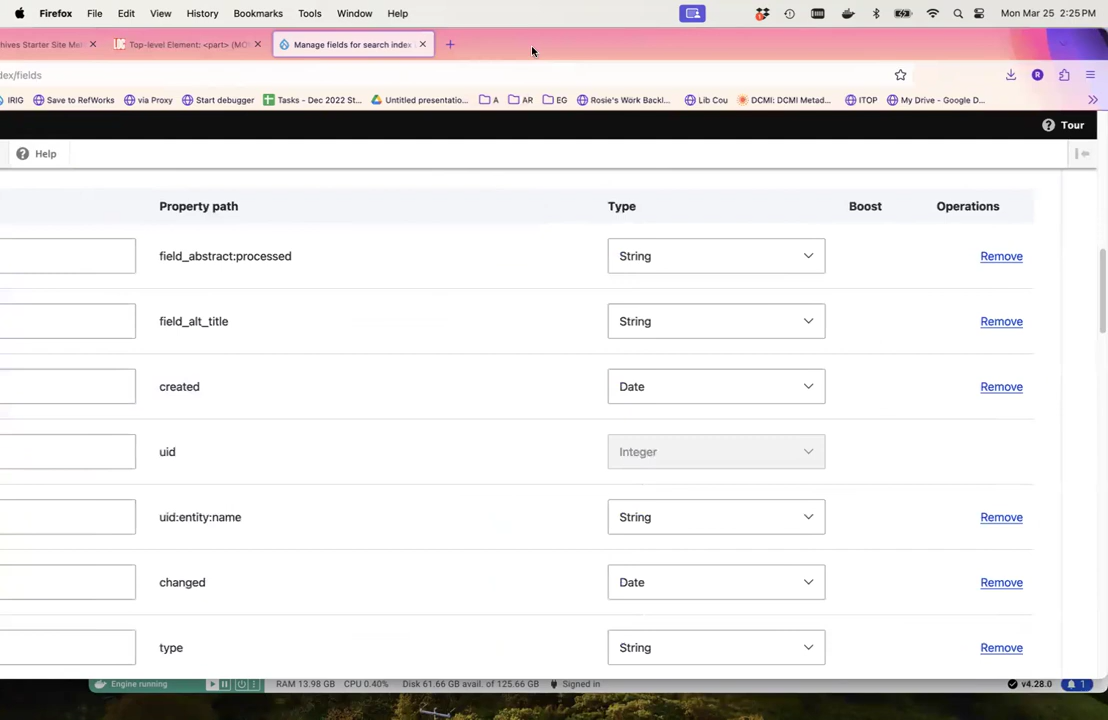 Firefox File Edit View History Bookmarks Tools Window Help Mon Mar 25 2:25 PM
hives Starter Site Me Top-level Element: <part> (MO Manage fields for search index
dex/fields
IRIG Save to RefWorks via Proxy Start debugger Tasks - Dec 2022 St... Untitled presentatio... A AR EG Rosie's Work Backl... Lib Cou DCMI: DCMI Metad... ITOP My Drive - Google D...
Tour
Help
Property path Type Boost Operations
field_abstract:processed String Remove
field_alt_title String Remove
created Date Remove
uid Integer
uid:entity:name String Remove
changed Date Remove
type String Remove
Engine running RAM 13.98 GB CPU 0.40% Disk 61.66 GB avail. of 125.66 GB Signed in v4.28.0 1